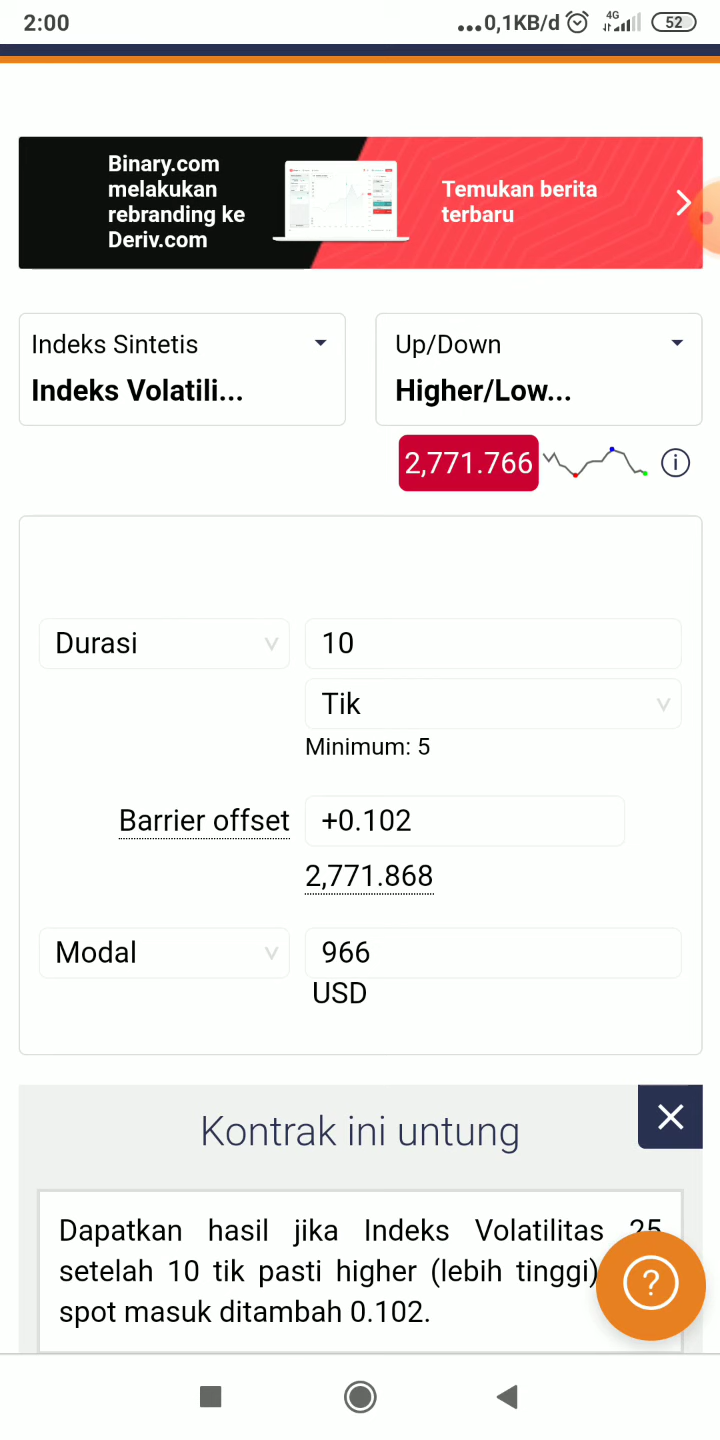 2:00
...0,1KB/d
4G
52
Binary.com
melakukan
rebranding ke
Deriv.com
Temukan berita
terbaru
Indeks Sintetis
Indeks Volatili...
Up/Down
Higher/Low...
2,771.766
Durasi
10
Tik
Minimum: 5
Barrier offset
+0.102
2,771.868
Modal
966
USD
Kontrak ini untung
Dapatkan hasil jika Indeks Volatilitas 25
setelah 10 tik pasti higher (lebih tinggi)
spot masuk ditambah 0.102.